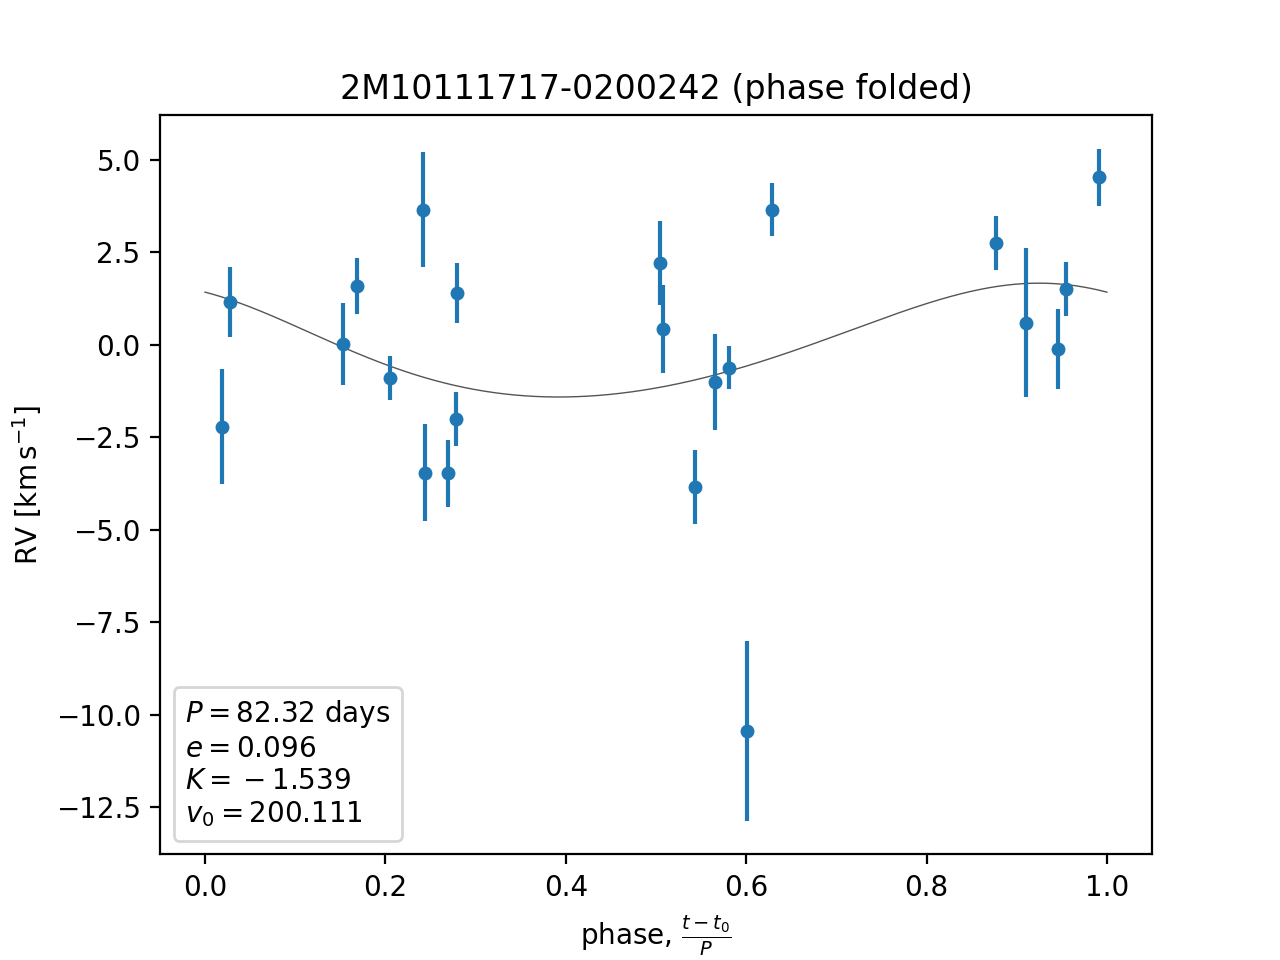 2M10111717-0200242 (phase folded)
5.0
2.5
0.0
−2.5
−5.0
−7.5
−10.0
−12.5
RV [km s⁻¹]
P = 82.32 days
e = 0.096
K = −1.539
v₀ = 200.111
0.0 0.2 0.4 0.6 0.8 1.0
phase, (t − t₀)/P